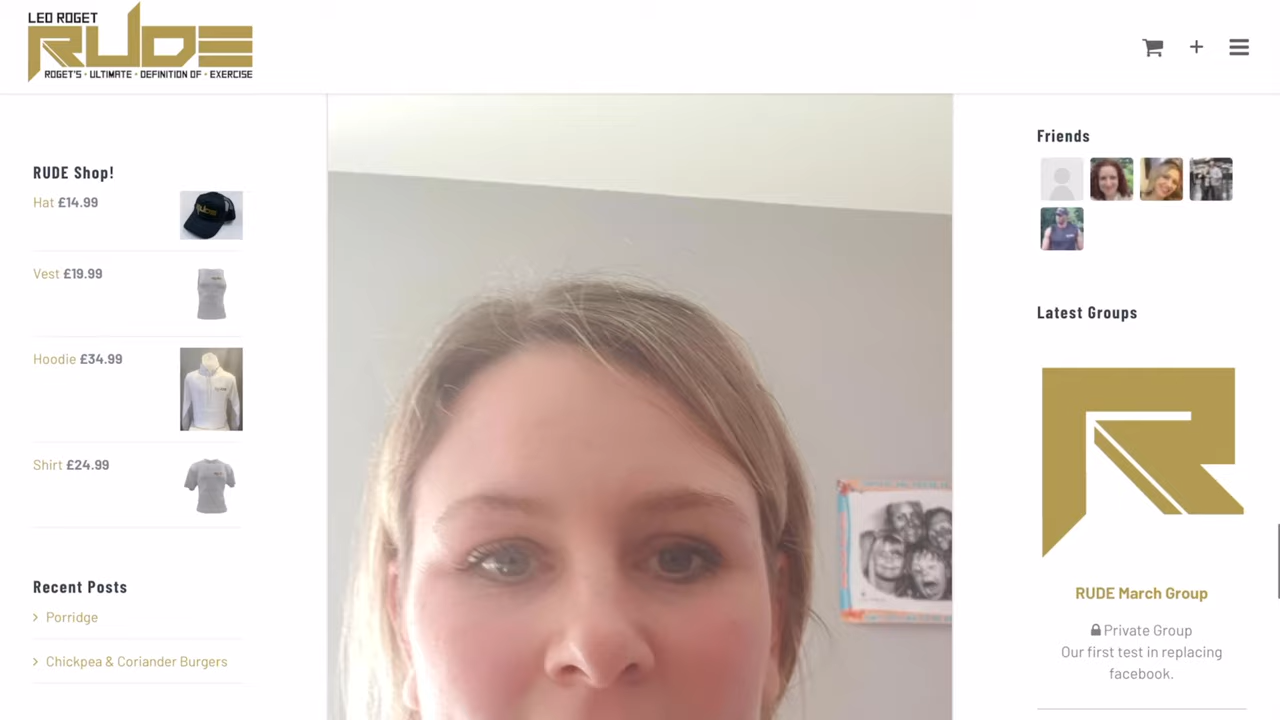 LEO ROGET
RUDE
ROGET'S • ULTIMATE • DEFINITION OF • EXERCISE
RUDE Shop!
Hat £14.99
Vest £19.99
Hoodie £34.99
Shirt £24.99
Recent Posts
Porridge
Chickpea & Coriander Burgers
Friends
Latest Groups
RUDE March Group
Private Group
Our first test in replacing
facebook.